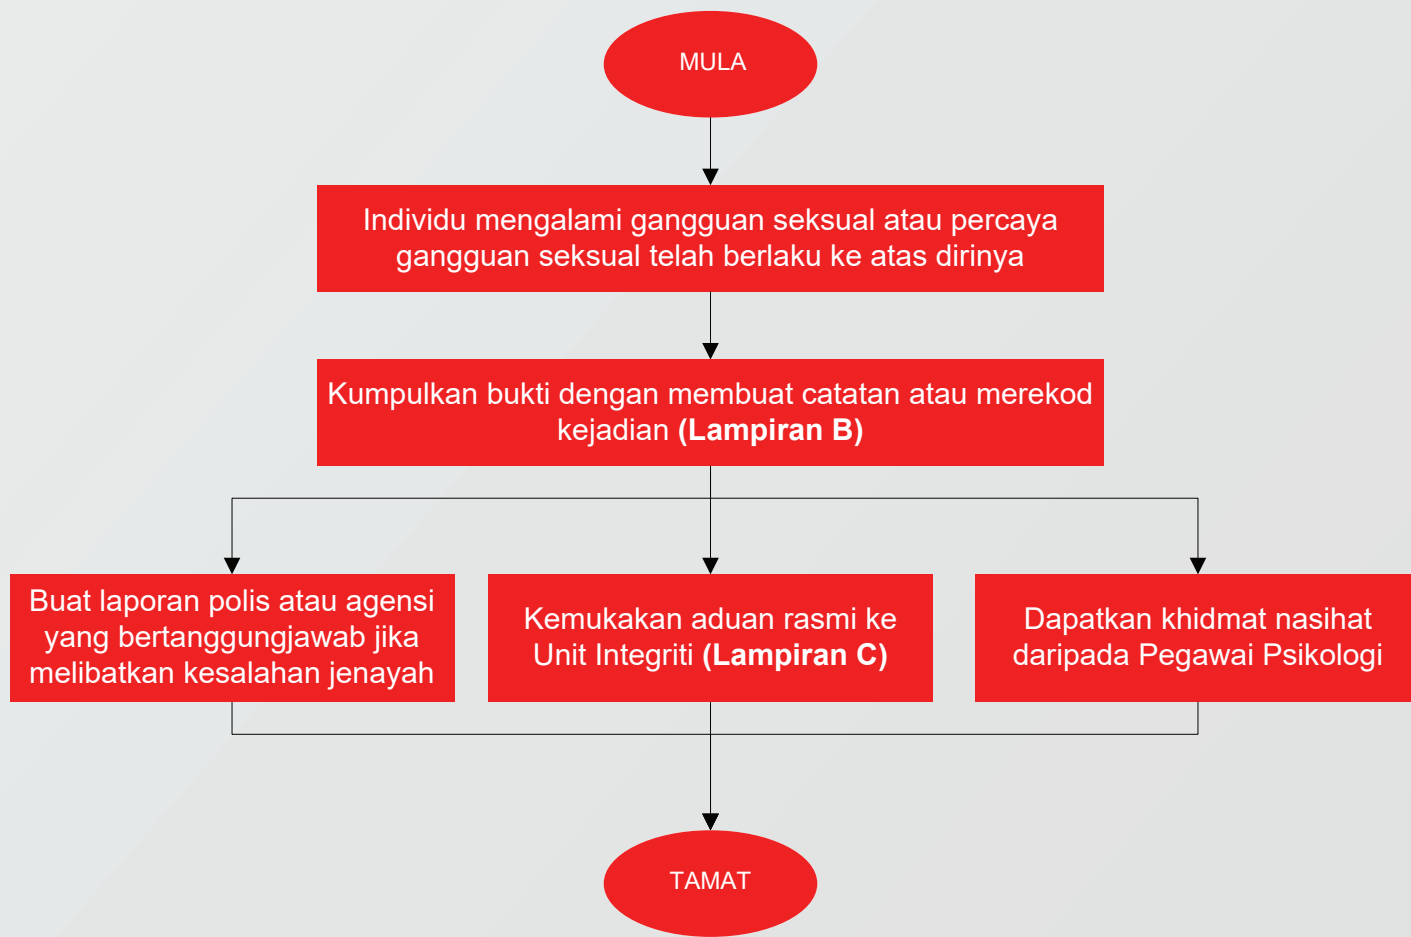 MULA
Individu mengalami gangguan seksual atau percaya
gangguan seksual telah berlaku ke atas dirinya
Kumpulkan bukti dengan membuat catatan atau merekod
kejadian (Lampiran B)
Buat laporan polis atau agensi
yang bertanggungjawab jika
melibatkan kesalahan jenayah
Kemukakan aduan rasmi ke
Unit Integriti (Lampiran C)
Dapatkan khidmat nasihat
daripada Pegawai Psikologi
TAMAT